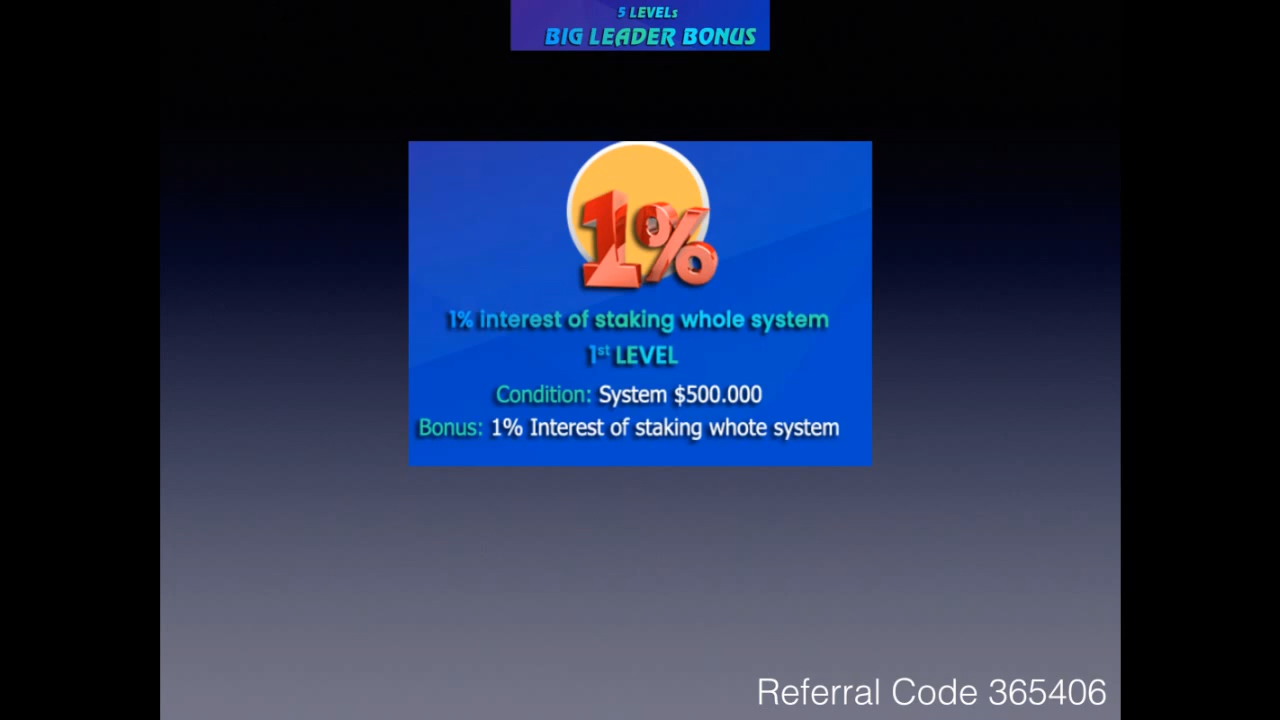 5 LEVELs
BIG LEADER BONUS
1%
1% interest of staking whole system
1st LEVEL
Condition: System $500.000
Bonus: 1% Interest of staking whote system
Referral Code 365406